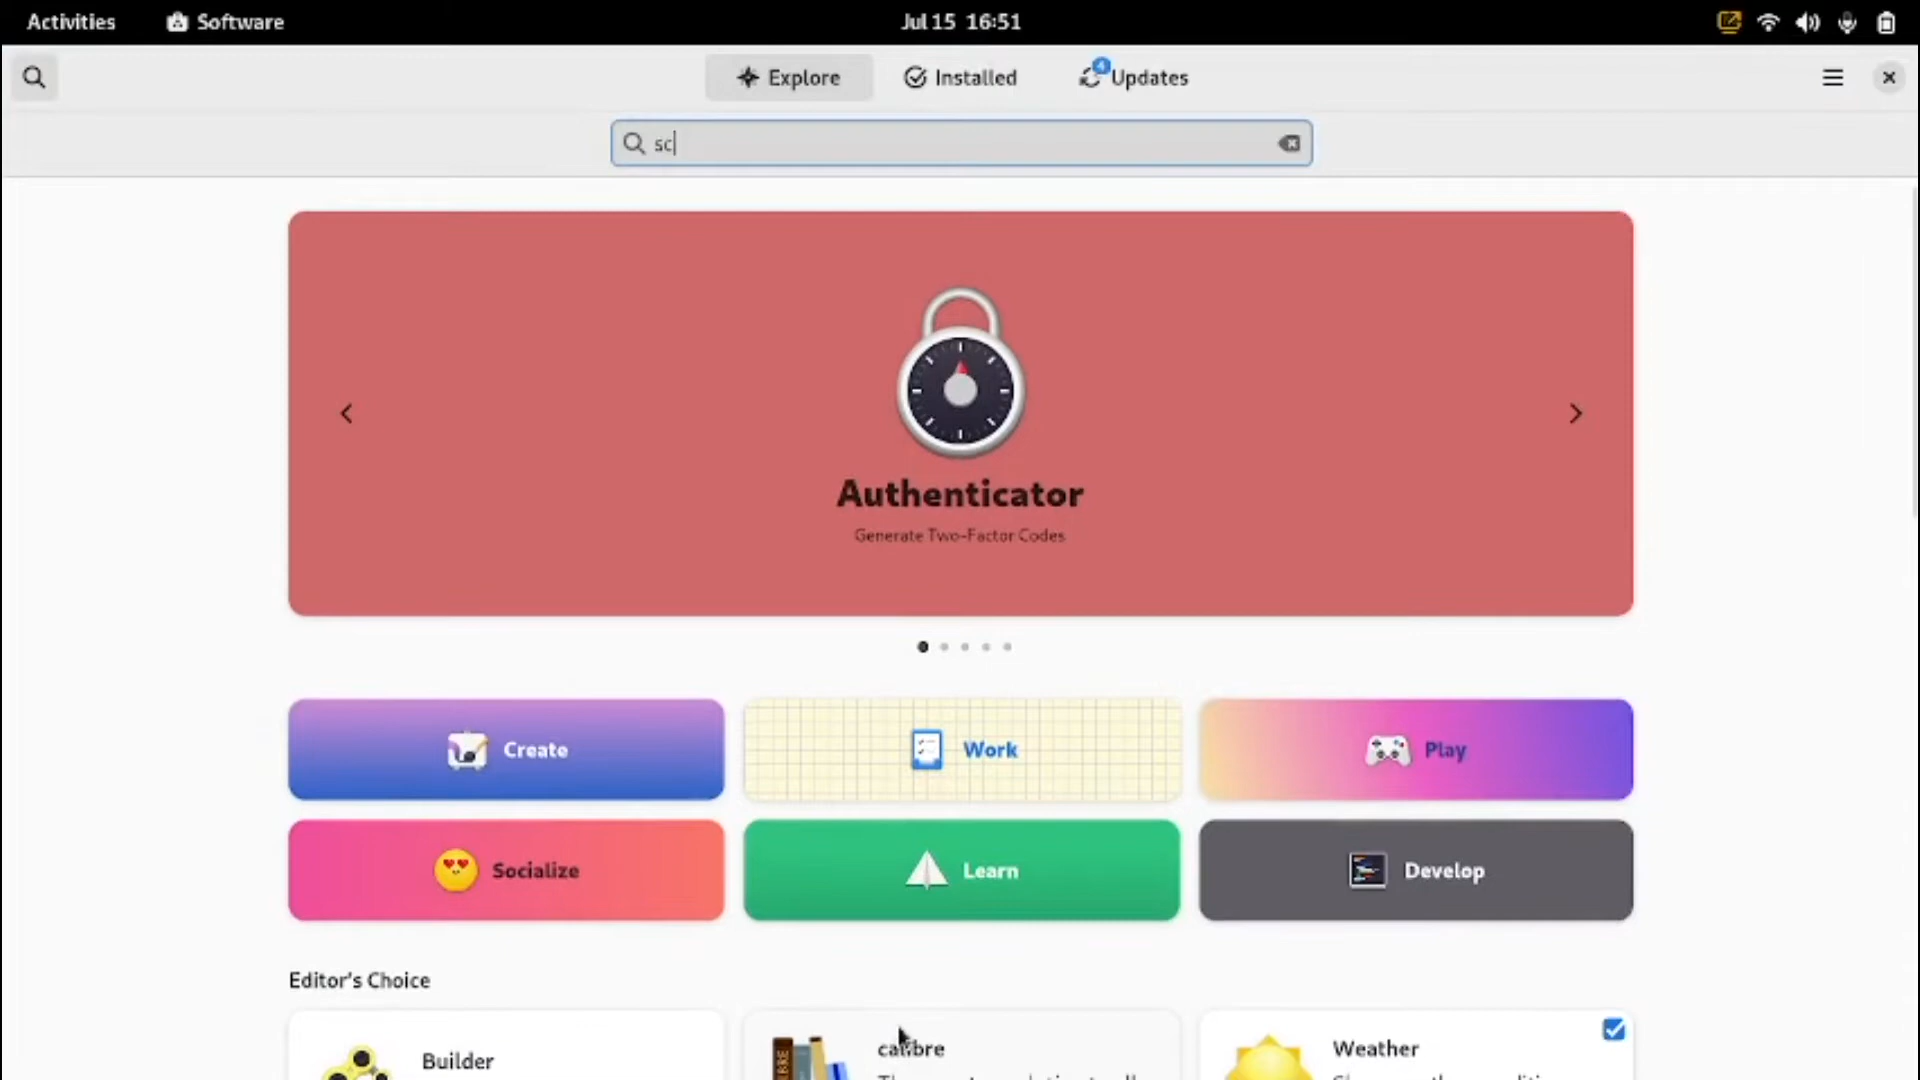 Activities Software Jul 15 16:51
Explore Installed 4 Updates
sc
Authenticator
Generate Two-Factor Codes
Create Work Play
Socialize Learn Develop
Editor's Choice
Builder calibre Weather